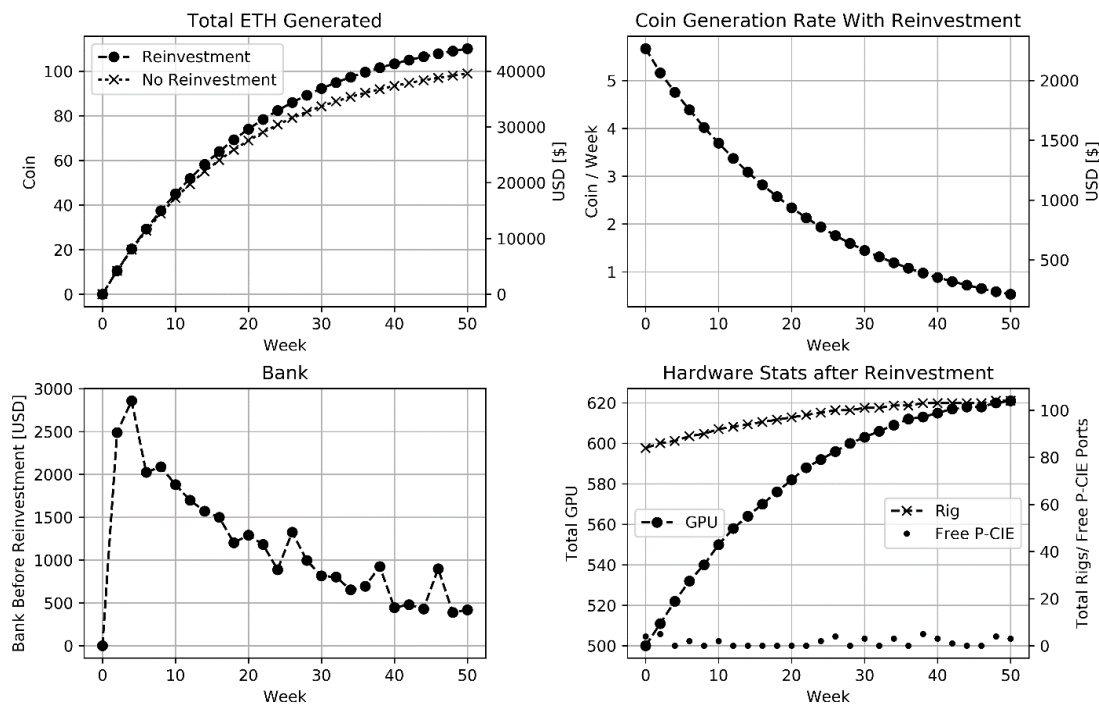 Total ETH Generated
Reinvestment
No Reinvestment
100
80
60
40
20
0
Coin
40000
30000
20000
10000
0
USD [$]
0 10 20 30 40 50
Week
Coin Generation Rate With Reinvestment
5
4
3
2
1
Coin / Week
2000
1500
1000
500
USD [$]
0 10 20 30 40 50
Week
Bank
3000
2500
2000
1500
1000
500
0
Bank Before Reinvestment [USD]
0 10 20 30 40 50
Week
Hardware Stats after Reinvestment
620
600
580
560
540
520
500
Total GPU
GPU
Rig
Free P-CIE
100
80
60
40
20
0
Total Rigs/ Free P-CIE Ports
0 10 20 30 40 50
Week